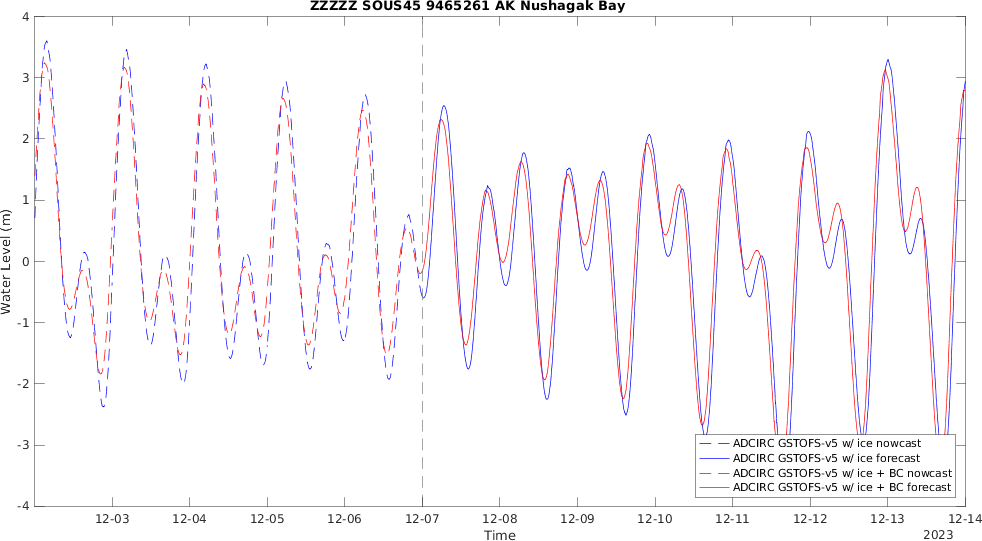 ZZZZZ SOUS45 9465261 AK Nushagak Bay
4
3
2
1
0
-1
-2
-3
-4
Water Level (m)
ADCIRC GSTOFS-v5 w/ ice nowcast
ADCIRC GSTOFS-v5 w/ ice forecast
ADCIRC GSTOFS-v5 w/ ice + BC nowcast
ADCIRC GSTOFS-v5 w/ ice + BC forecast
12-03 12-04 12-05 12-06 12-07 12-08 12-09 12-10 12-11 12-12 12-13 12-14
Time
2023